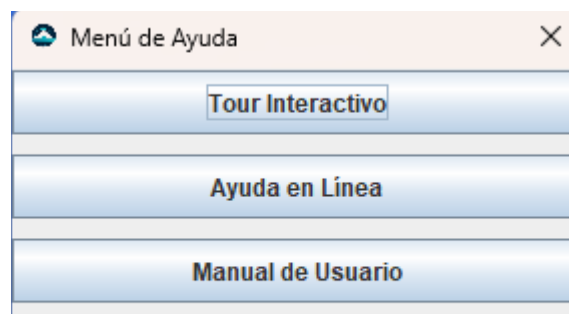 Menú de Ayuda
Tour Interactivo
Ayuda en Línea
Manual de Usuario